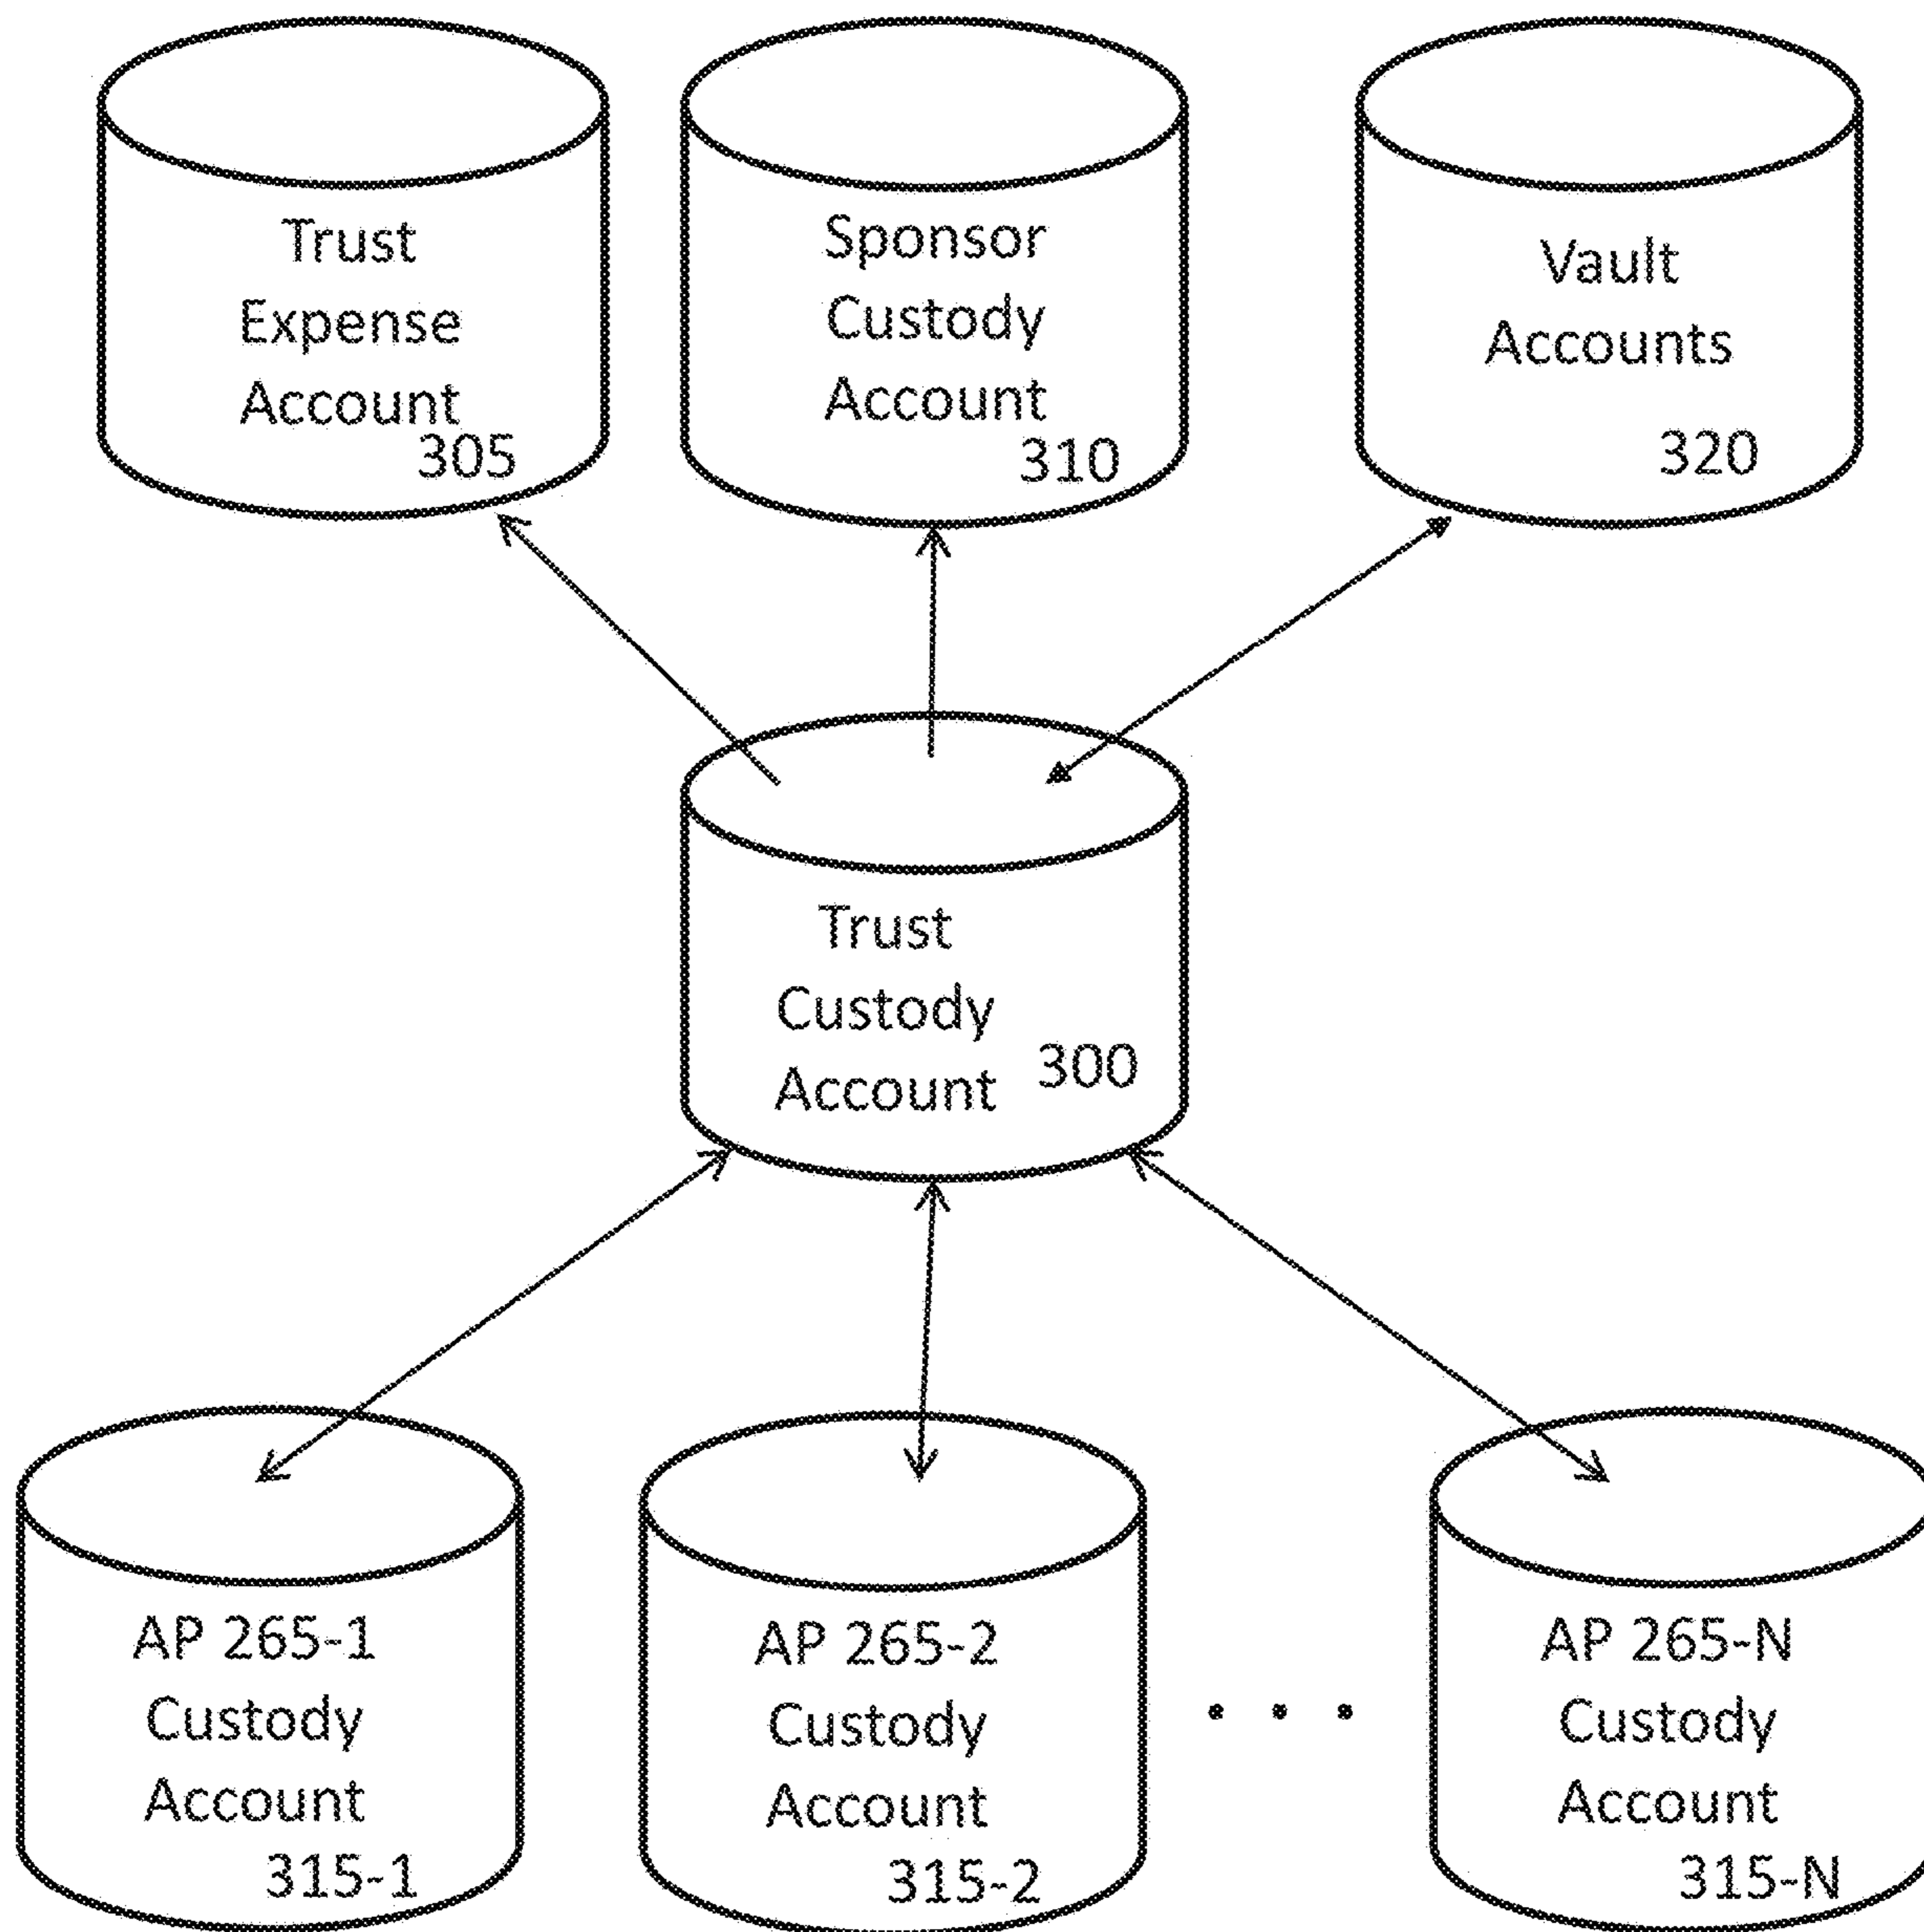 Trust
Expense
Account
305
Sponsor
Custody
Account
310
Vault
Accounts
320
Trust
Custody
Account 300
AP 265-1
Custody
Account
315-1
AP 265-2
Custody
Account
315-2
. . .
AP 265-N
Custody
Account
315-N